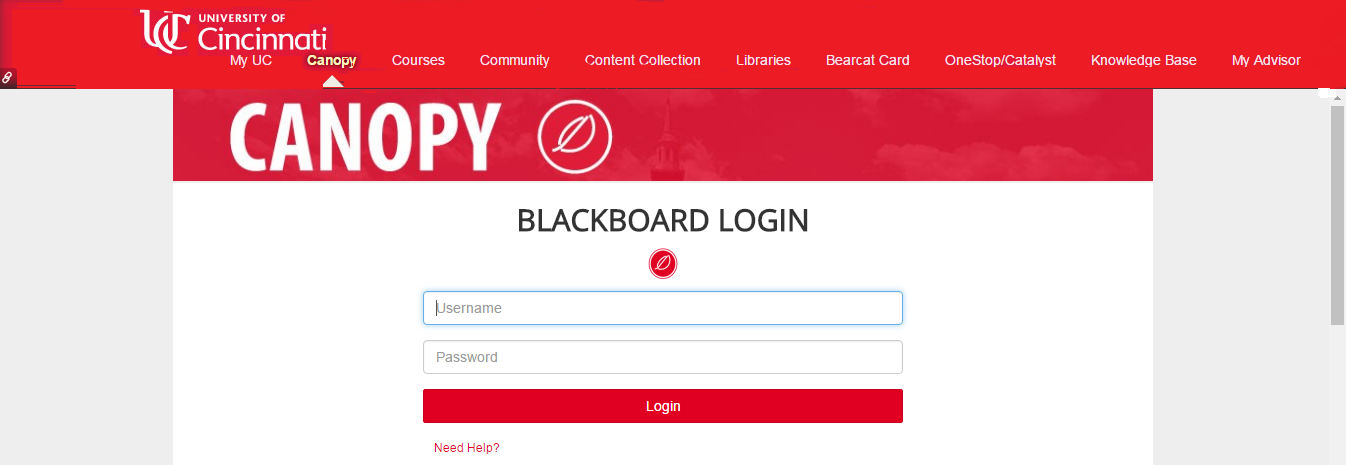 UNIVERSITY OF
Cincinnati
My UC Canopy Courses Community Content Collection Libraries Bearcat Card OneStop/Catalyst Knowledge Base My Advisor
CANOPY
BLACKBOARD LOGIN
Username
Password
Login
Need Help?